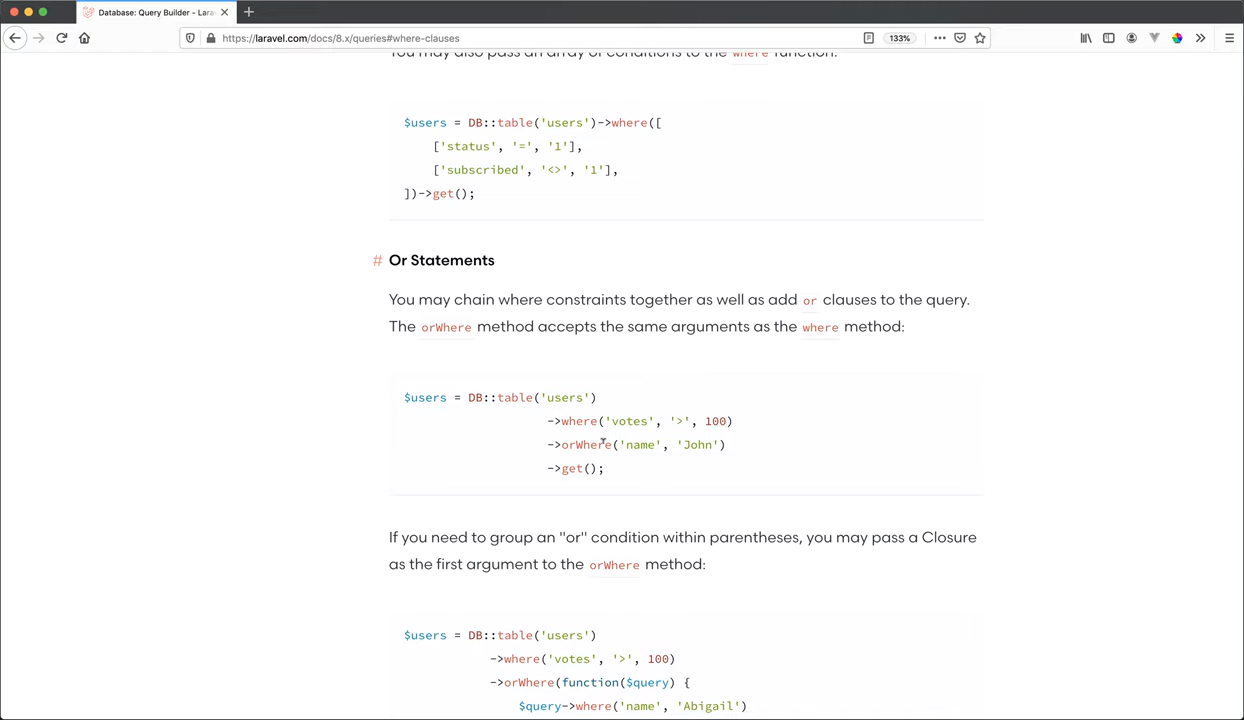 Database: Query Builder - Lara
https://laravel.com/docs/8.x/queries#where-clauses
133%
You may also pass an array of conditions to the where function:
$users = DB::table('users')->where([
['status', '=', '1'],
['subscribed', '<>', '1'],
])->get();
# Or Statements
You may chain where constraints together as well as add or clauses to the query.
The orWhere method accepts the same arguments as the where method:
$users = DB::table('users')
->where('votes', '>', 100)
->orWhere('name', 'John')
->get();
If you need to group an "or" condition within parentheses, you may pass a Closure
as the first argument to the orWhere method:
$users = DB::table('users')
->where('votes', '>', 100)
->orWhere(function($query) {
$query->where('name', 'Abigail')